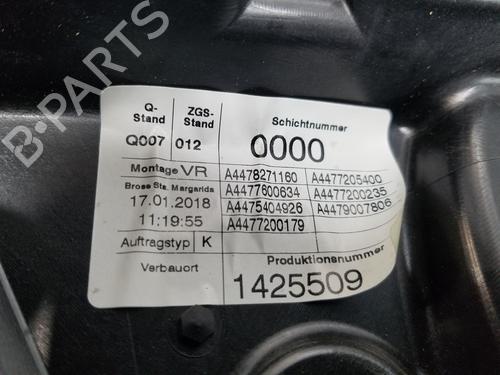 Q- ZGS- Schichtnummer
Stand Stand
Q007 012 0000
Montage VR A4478271160 A4477205400
Brose Sta. Margarida A4477600634 A4477200235
17.01.2018 A4475404926 A4479007806
11:19:55 A4477200179
Auftragstyp K
Verbauort Produktionsnummer
1425509
B-PARTS